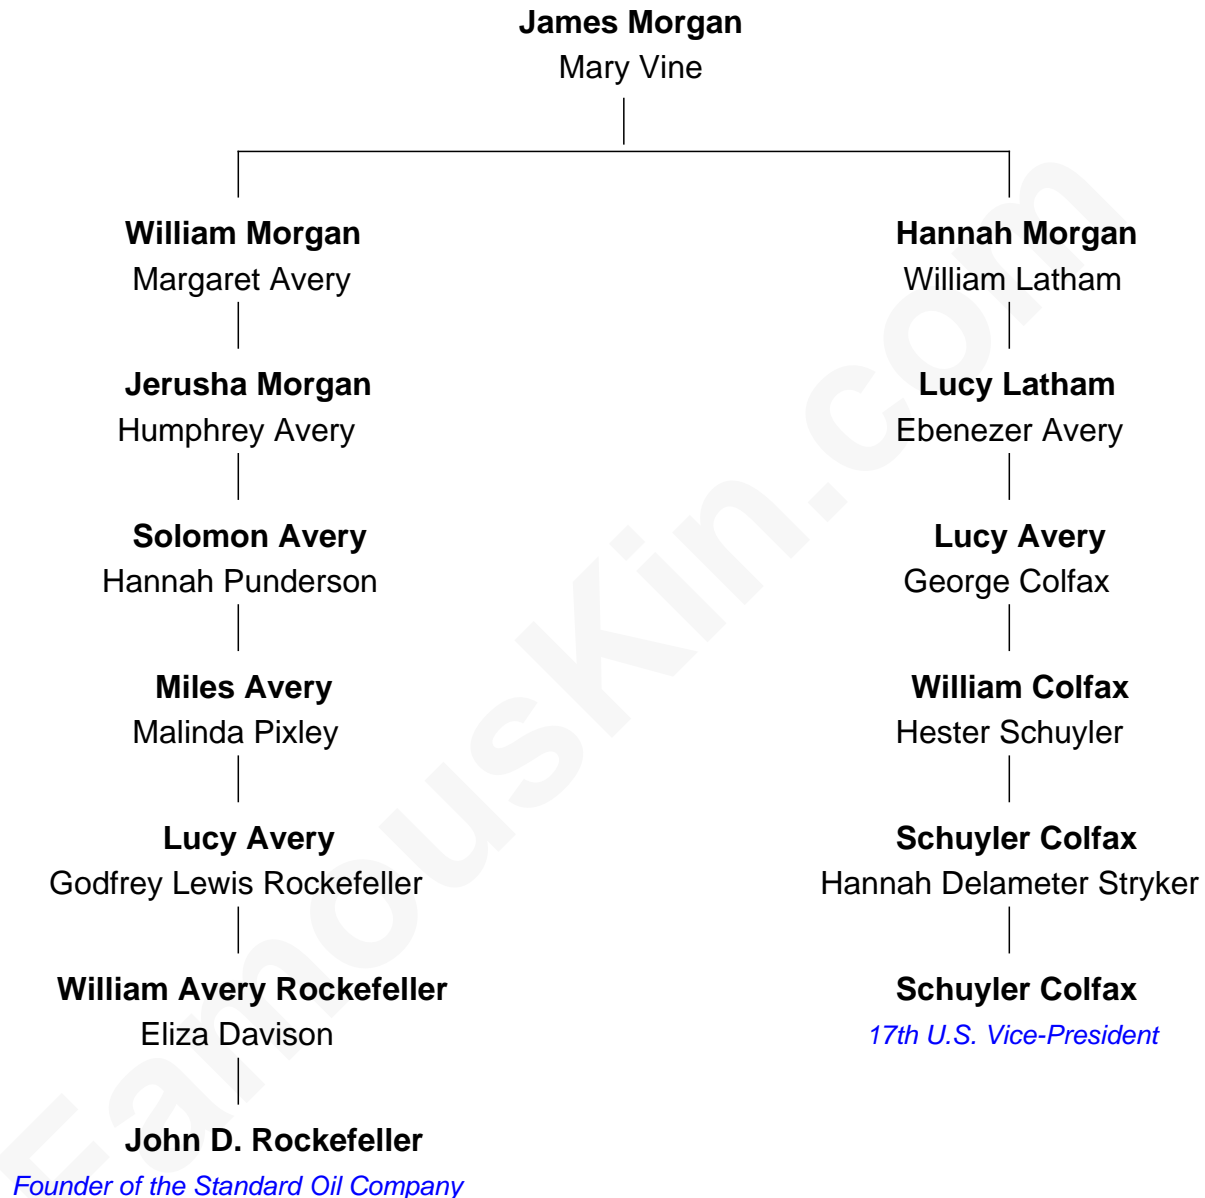 James Morgan
Mary Vine
William Morgan
Margaret Avery
Hannah Morgan
William Latham
Jerusha Morgan
Humphrey Avery
Lucy Latham
Ebenezer Avery
Solomon Avery
Hannah Punderson
Lucy Avery
George Colfax
Miles Avery
Malinda Pixley
William Colfax
Hester Schuyler
Lucy Avery
Godfrey Lewis Rockefeller
Schuyler Colfax
Hannah Delameter Stryker
William Avery Rockefeller
Eliza Davison
Schuyler Colfax
17th U.S. Vice-President
John D. Rockefeller
Founder of the Standard Oil Company
FamousKin.com